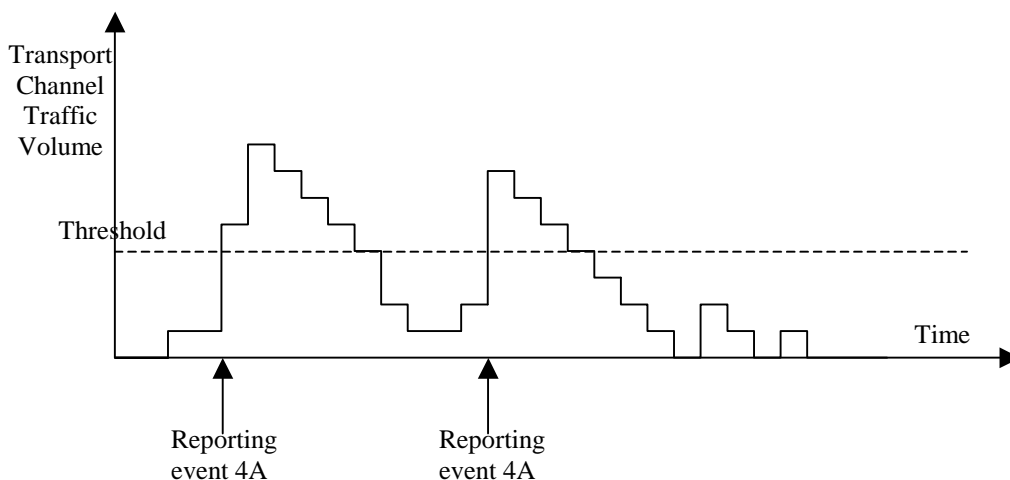 Transport
Channel
Traffic
Volume
Threshold
Time
Reporting
event 4A
Reporting
event 4A